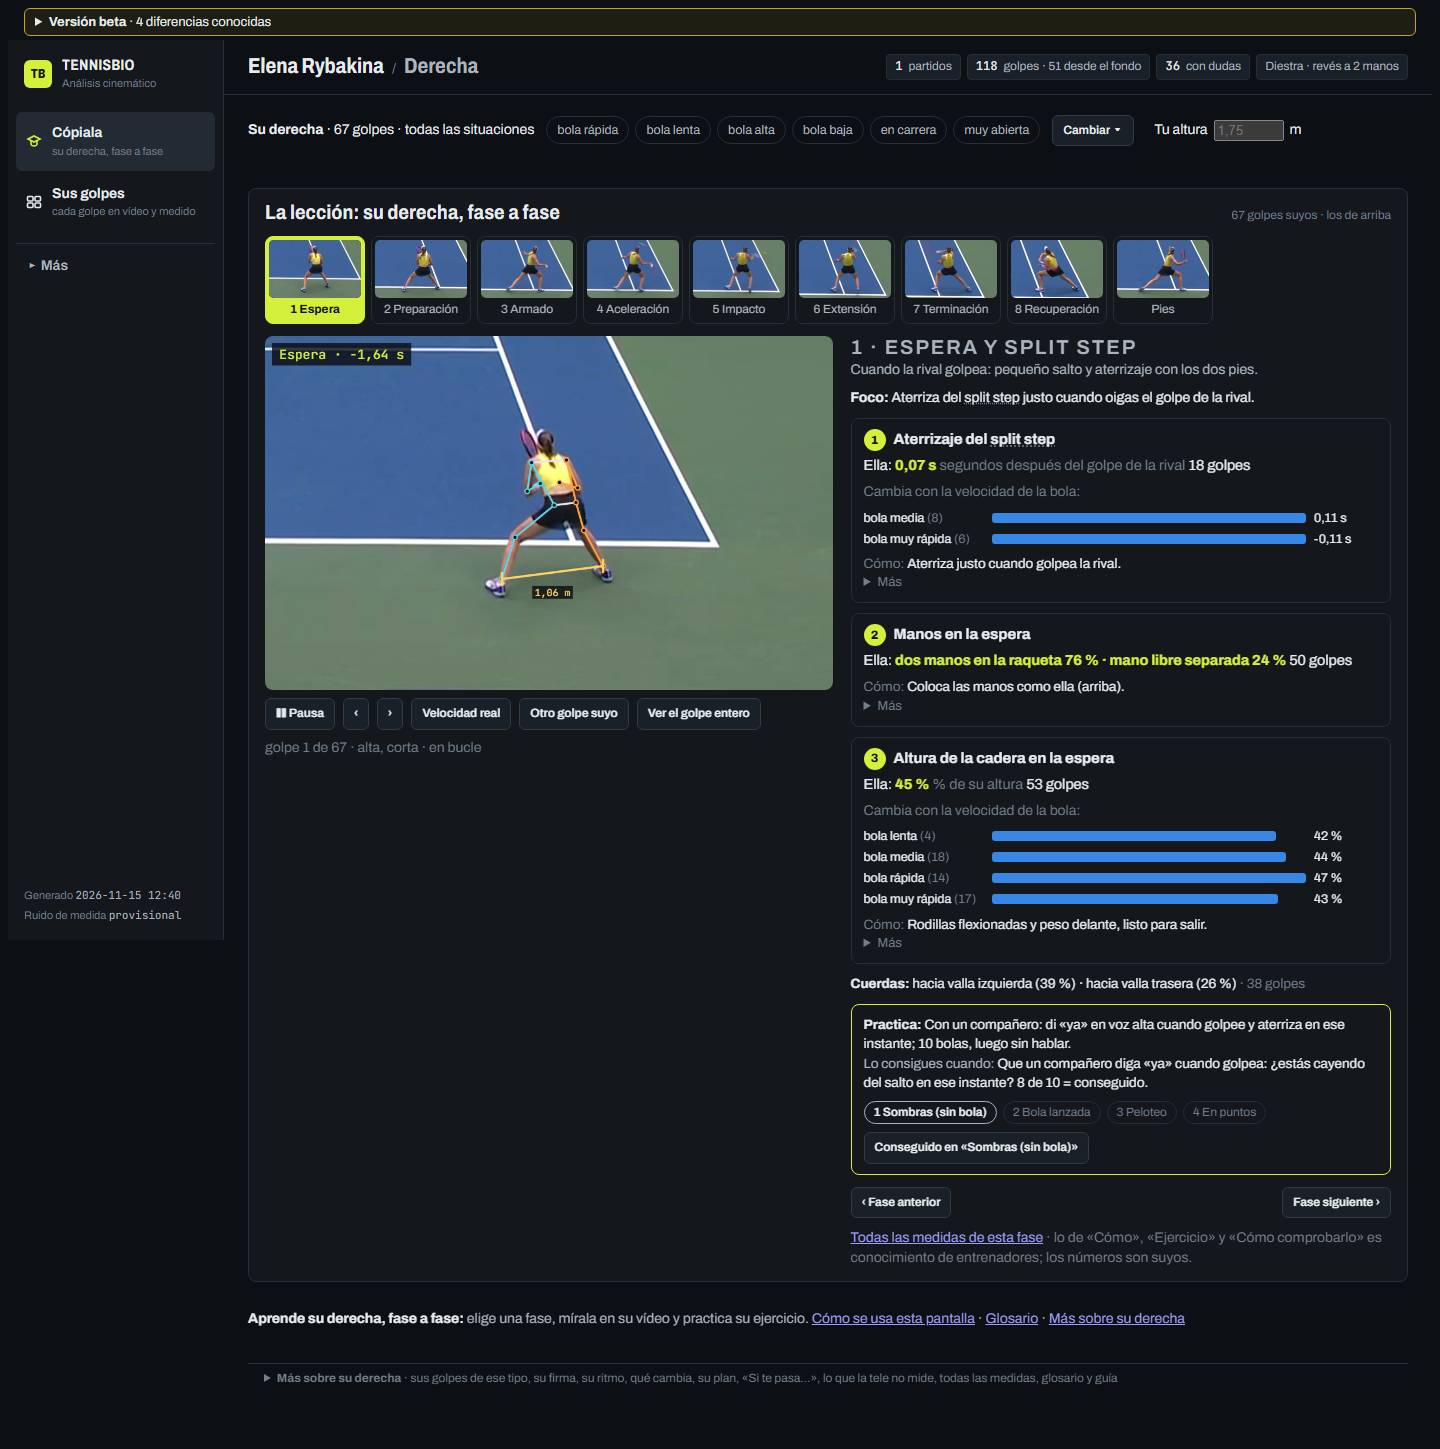 ▶ Versión beta · 4 diferencias conocidas
TB
TENNISBIO
Análisis cinemático
Cópiala
su derecha, fase a fase
Sus golpes
cada golpe en vídeo y medido
▸ Más
Generado 2026-11-15 12:40
Ruido de medida provisional
Elena Rybakina / Derecha
1 partidos
118 golpes · 51 desde el fondo
36 con dudas
Diestra · revés a 2 manos
Su derecha · 67 golpes · todas las situaciones
bola rápida
bola lenta
bola alta
bola baja
en carrera
muy abierta
Cambiar ▾
Tu altura 1,75 m
La lección: su derecha, fase a fase
67 golpes suyos · los de arriba
1 Espera
2 Preparación
3 Armado
4 Aceleración
5 Impacto
6 Extensión
7 Terminación
8 Recuperación
Pies
Espera · -1,64 s
1,06 m
▮▮ Pausa
‹
›
Velocidad real
Otro golpe suyo
Ver el golpe entero
golpe 1 de 67 · alta, corta · en bucle
1 · ESPERA Y SPLIT STEP
Cuando la rival golpea: pequeño salto y aterrizaje con los dos pies.
Foco: Aterriza del split step justo cuando oigas el golpe de la rival.
1 Aterrizaje del split step
Ella: 0,07 s segundos después del golpe de la rival 18 golpes
Cambia con la velocidad de la bola:
bola media (8) 0,11 s
bola muy rápida (6) -0,11 s
Cómo: Aterriza justo cuando golpea la rival.
▶ Más
2 Manos en la espera
Ella: dos manos en la raqueta 76 % · mano libre separada 24 % 50 golpes
Cómo: Coloca las manos como ella (arriba).
▶ Más
3 Altura de la cadera en la espera
Ella: 45 % % de su altura 53 golpes
Cambia con la velocidad de la bola:
bola lenta (4) 42 %
bola media (18) 44 %
bola rápida (14) 47 %
bola muy rápida (17) 43 %
Cómo: Rodillas flexionadas y peso delante, listo para salir.
▶ Más
Cuerdas: hacia valla izquierda (39 %) · hacia valla trasera (26 %) · 38 golpes
Practica: Con un compañero: di «ya» en voz alta cuando golpee y aterriza en ese
instante; 10 bolas, luego sin hablar.
Lo consigues cuando: Que un compañero diga «ya» cuando golpea: ¿estás cayendo
del salto en ese instante? 8 de 10 = conseguido.
1 Sombras (sin bola)
2 Bola lanzada
3 Peloteo
4 En puntos
Conseguido en «Sombras (sin bola)»
‹ Fase anterior
Fase siguiente ›
Todas las medidas de esta fase · lo de «Cómo», «Ejercicio» y «Cómo comprobarlo» es
conocimiento de entrenadores; los números son suyos.
Aprende su derecha, fase a fase: elige una fase, mírala en su vídeo y practica su ejercicio. Cómo se usa esta pantalla · Glosario · Más sobre su derecha
▶ Más sobre su derecha · sus golpes de ese tipo, su firma, su ritmo, qué cambia, su plan, «Si te pasa...», lo que la tele no mide, todas las medidas, glosario y guía